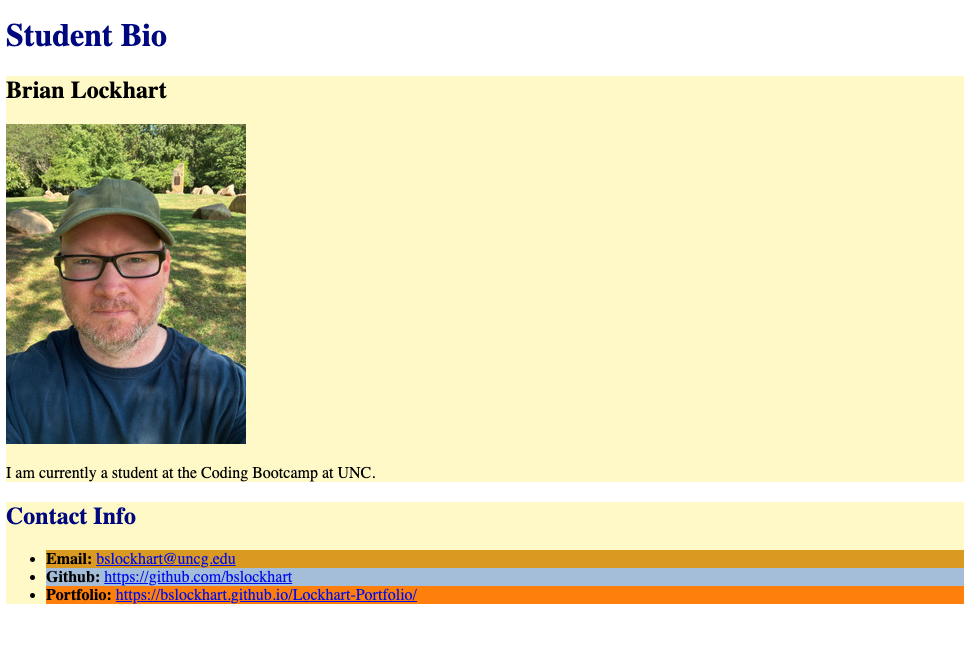 Student Bio
Brian Lockhart
I am currently a student at the Coding Bootcamp at UNC.
Contact Info
Email: bslockhart@uncg.edu
Github: https://github.com/bslockhart
Portfolio: https://bslockhart.github.io/Lockhart-Portfolio/